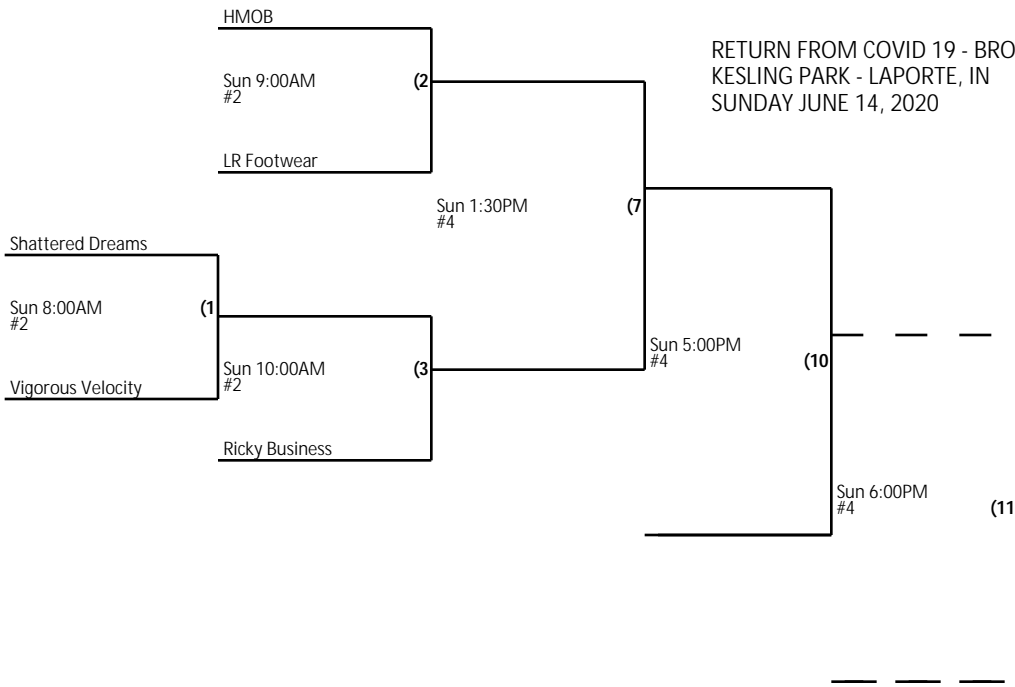 HMOB
RETURN FROM COVID 19 - BRO
KESLING PARK - LAPORTE, IN
SUNDAY JUNE 14, 2020
Sun 9:00AM
(2
#2
LR Footwear
Sun 1:30PM
(7
#4
Shattered Dreams
Sun 8:00AM
(1
#2
Sun 5:00PM
(10
#4
Sun 10:00AM
(3
#2
Vigorous Velocity
Ricky Business
Sun 6:00PM
(11
#4